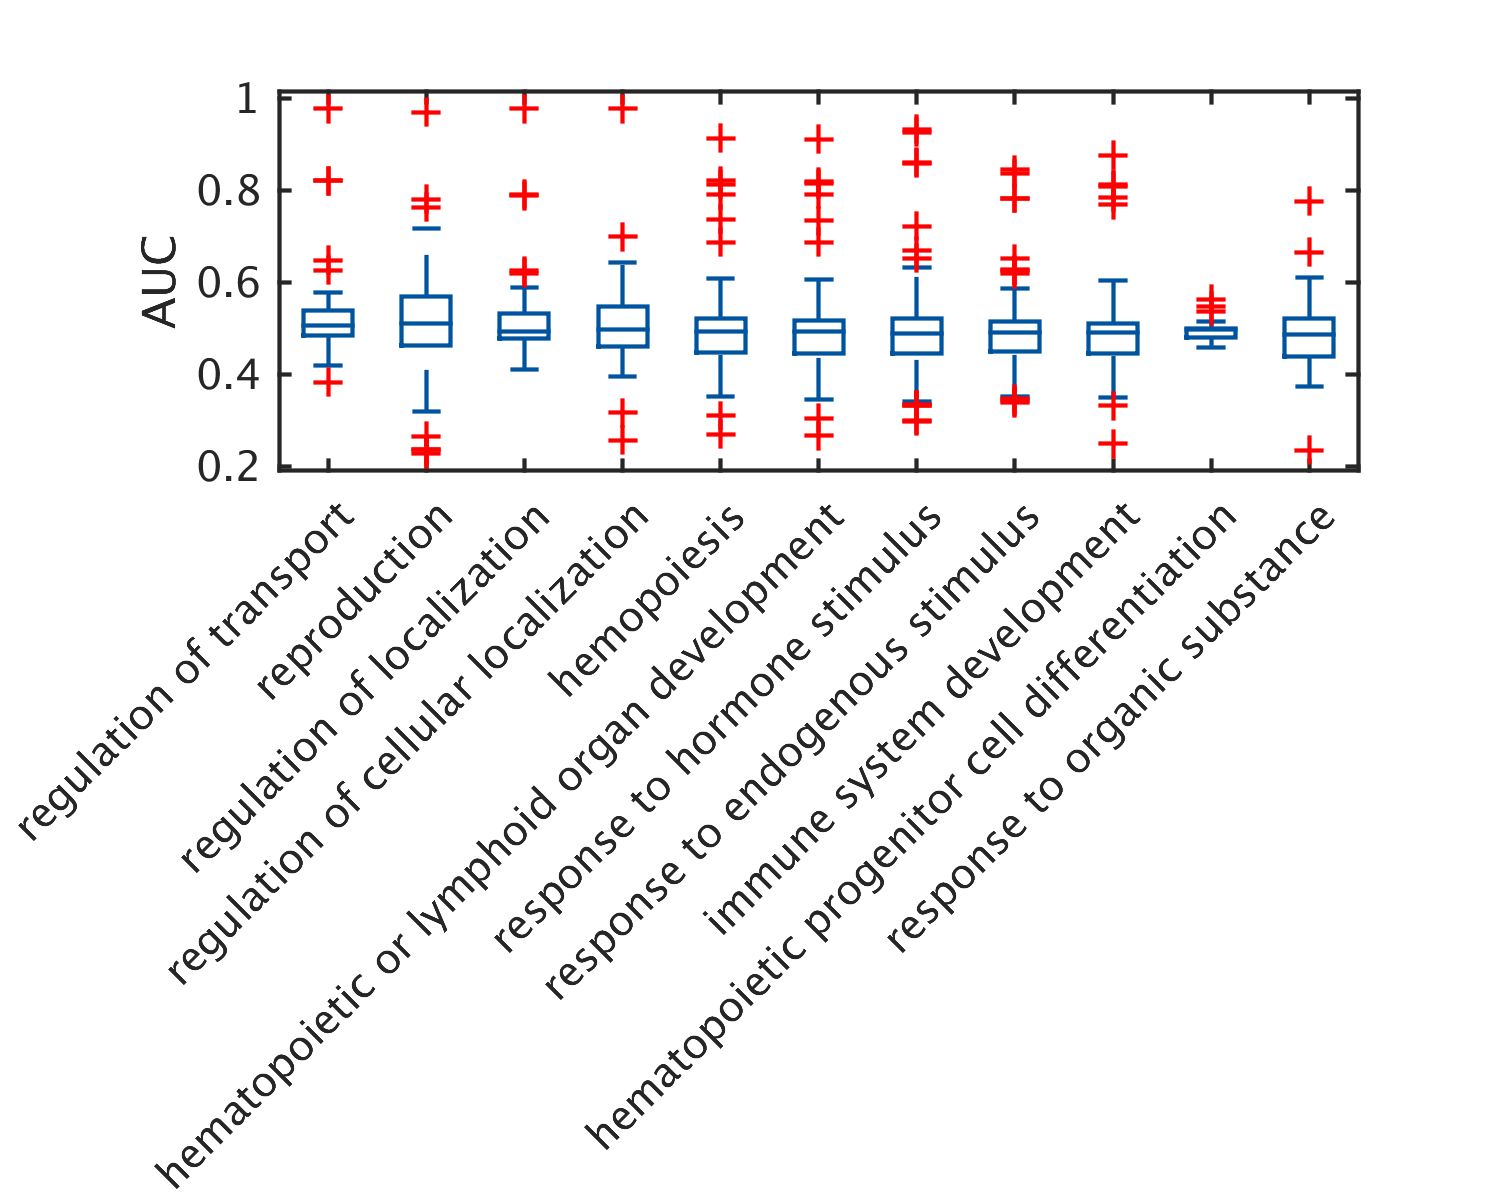 1
0.8
0.6
0.4
0.2
AUC
regulation of transport
reproduction
regulation of localization
regulation of cellular localization
hemopoiesis
hematopoietic or lymphoid organ development
response to hormone stimulus
response to endogenous stimulus
immune system development
hematopoietic progenitor cell differentiation
response to organic substance